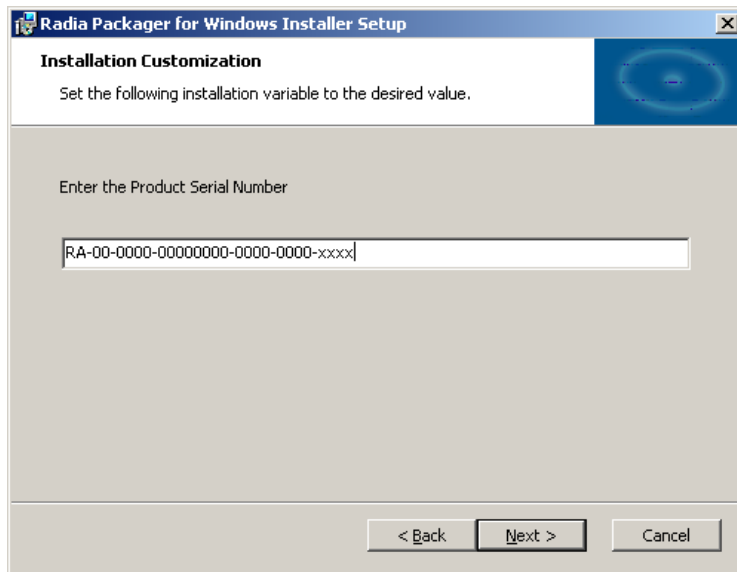 Radia Packager for Windows Installer Setup
Installation Customization
Set the following installation variable to the desired value.
Enter the Product Serial Number
RA-00-0000-00000000-0000-0000-xxxx
< Back Next > Cancel